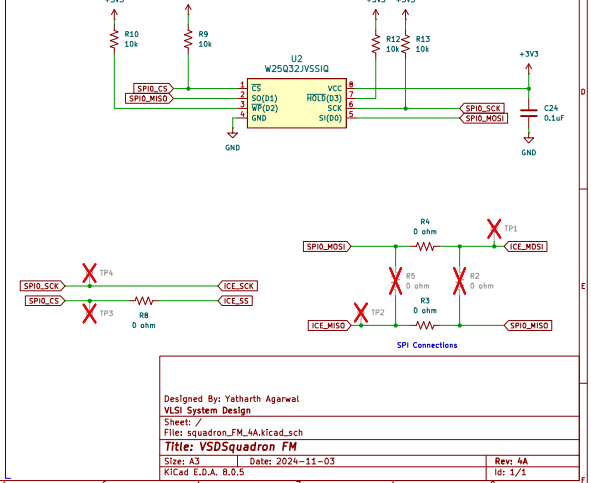 +3V3
+3V3
R10
10k
R9
10k
R12
10k
R13
10k
U2
W25Q32JVSSIQ
+3V3
SPI0_CS
SPI0_MISO
1
2
3
4
CS
SO(D1)
WP(D2)
GND
VCC
HOLD(D3)
SCK
SI(D0)
8
7
6
5
SPI0_SCK
SPI0_MOSI
C24
0.1uF
GND
GND
D
R4
0 ohm
TP1
SPI0_MOSI
ICE_MOSI
TP4
SPI0_SCK
ICE_SCK
SPI0_CS
ICE_SS
TP3
R8
0 ohm
R5
0 ohm
R2
0 ohm
TP2
R3
0 ohm
ICE_MISO
SPI0_MISO
SPI Connections
E
Designed By: Yatharth Agarwal
VLSI System Design
Sheet: /
File: squadron_FM_4A.kicad_sch
Title: VSDSquadron FM
Size: A3
Date: 2024-11-03
Rev: 4A
KiCad E.D.A. 8.0.5
Id: 1/1